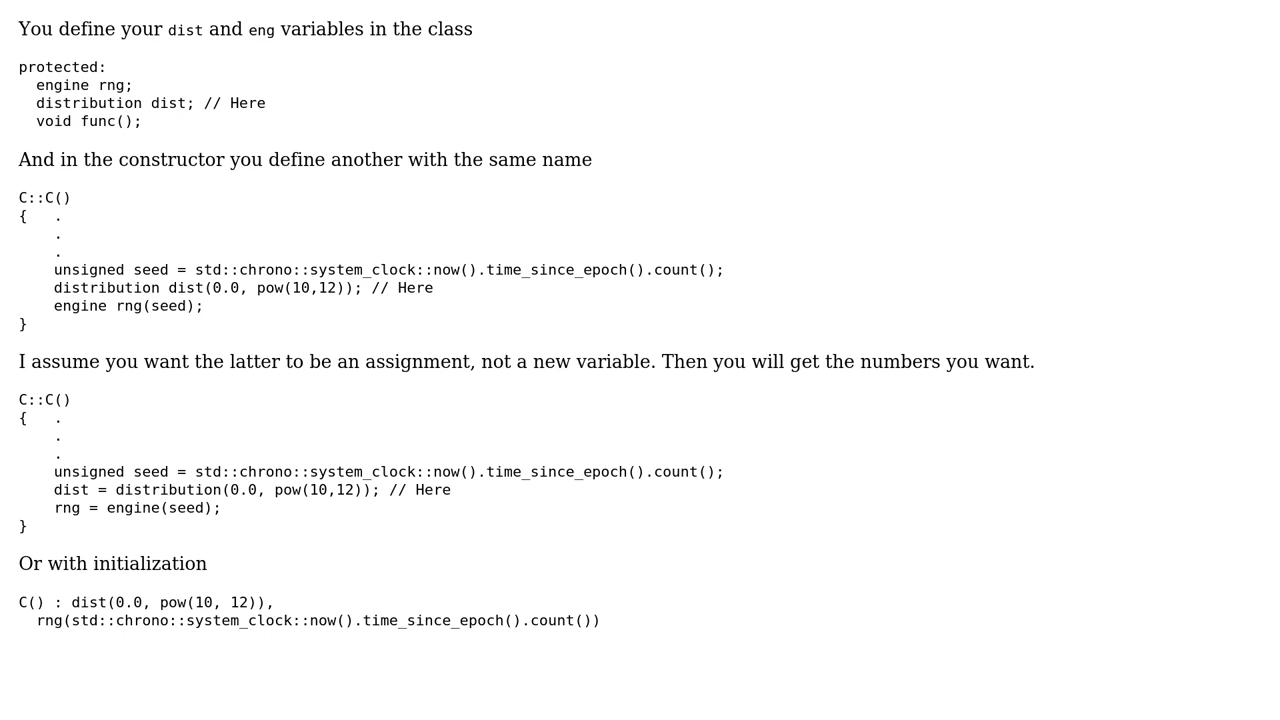 You define your dist and eng variables in the class
protected:
  engine rng;
  distribution dist; // Here
  void func();
And in the constructor you define another with the same name
C::C()
{   .
    .
    .
    unsigned seed = std::chrono::system_clock::now().time_since_epoch().count();
    distribution dist(0.0, pow(10,12)); // Here
    engine rng(seed);
}
I assume you want the latter to be an assignment, not a new variable. Then you will get the numbers you want.
C::C()
{   .
    .
    .
    unsigned seed = std::chrono::system_clock::now().time_since_epoch().count();
    dist = distribution(0.0, pow(10,12)); // Here
    rng = engine(seed);
}
Or with initialization
C() : dist(0.0, pow(10, 12)),
  rng(std::chrono::system_clock::now().time_since_epoch().count())